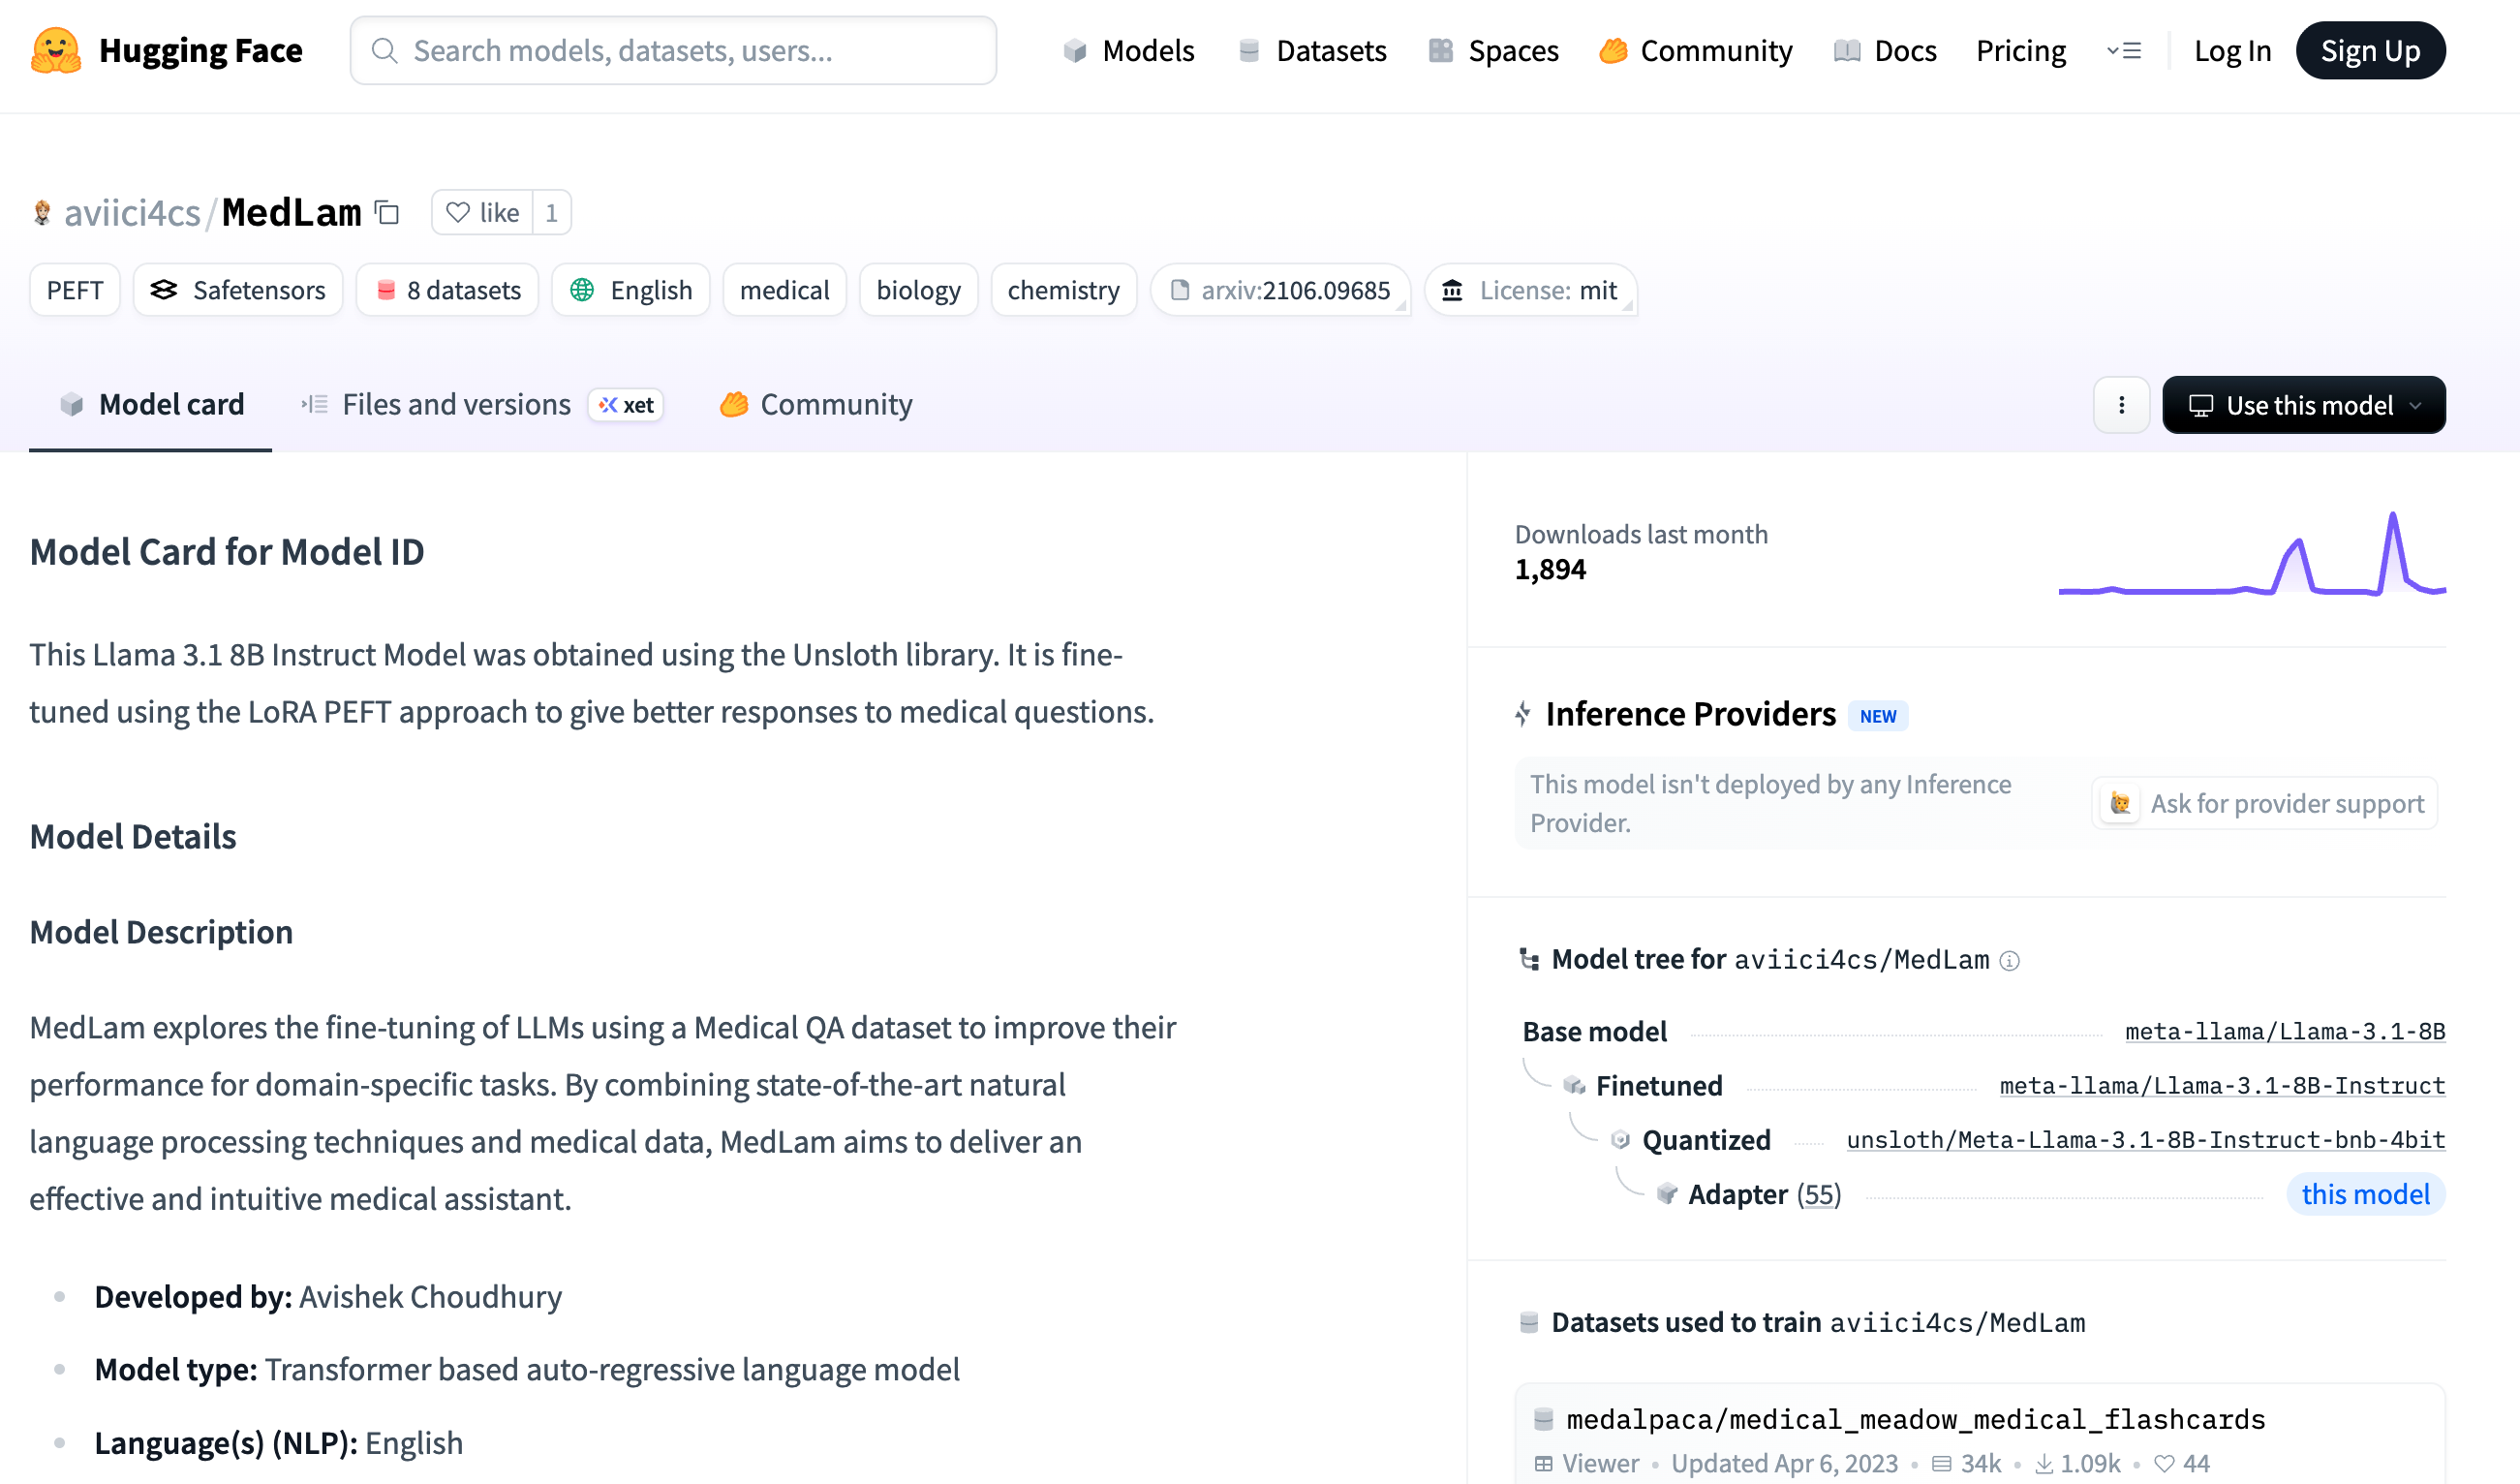 Hugging Face
Search models, datasets, users...
Models
Datasets
Spaces
Community
Docs
Pricing
Log In
Sign Up
aviici4cs/MedLam
like 1
PEFT
Safetensors
8 datasets
English
medical
biology
chemistry
arxiv:2106.09685
License: mit
Model card
Files and versions
xet
Community
Use this model
Model Card for Model ID
This Llama 3.1 8B Instruct Model was obtained using the Unsloth library. It is fine-
tuned using the LoRA PEFT approach to give better responses to medical questions.
Model Details
Model Description
MedLam explores the fine-tuning of LLMs using a Medical QA dataset to improve their
performance for domain-specific tasks. By combining state-of-the-art natural
language processing techniques and medical data, MedLam aims to deliver an
effective and intuitive medical assistant.
Developed by: Avishek Choudhury
Model type: Transformer based auto-regressive language model
Language(s) (NLP): English
Downloads last month
1,894
Inference Providers NEW
This model isn't deployed by any Inference
Provider.
Ask for provider support
Model tree for aviici4cs/MedLam
Base model meta-llama/Llama-3.1-8B
Finetuned meta-llama/Llama-3.1-8B-Instruct
Quantized unsloth/Meta-Llama-3.1-8B-Instruct-bnb-4bit
Adapter (55) this model
Datasets used to train aviici4cs/MedLam
medalpaca/medical_meadow_medical_flashcards
Viewer • Updated Apr 6, 2023 • 34k • 1.09k • 44